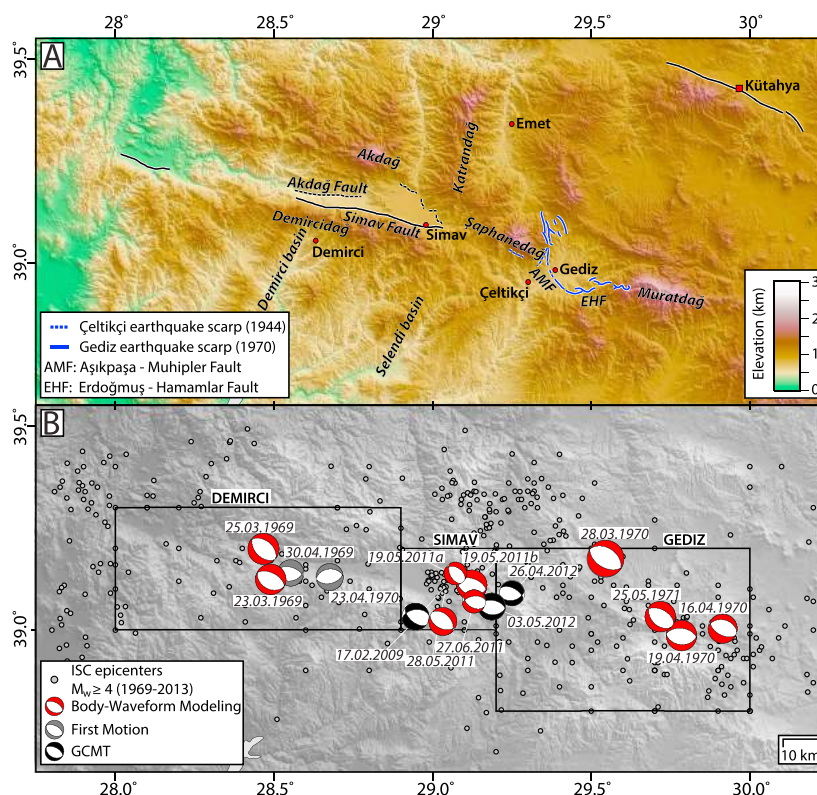 28.0˚ 28.5˚ 29.0˚ 29.5˚ 30.0˚
39.5˚
A
Kütahya
Emet
Katrandağ
Akdağ
Akdağ Fault
Simav Fault
Demircidag
Simav
Şaphanedağ
39.0˚
Demirci
Gediz
Çeltikçi
AMF
EHF
Muratdağ
Demirci basin
Selendi basin
Çeltikçi earthquake scarp (1944)
Gediz earthquake scarp (1970)
AMF: Aşıkpaşa - Muhipler Fault
EHF: Erdoğmuş - Hamamlar Fault
Elevation (km)
3
2
1
0
B
39.5˚
DEMIRCI
SIMAV
GEDIZ
25.03.1969
28.03.1970
30.04.1969
19.05.2011a
19.05.2011b
26.04.2012
23.03.1969
23.04.1970
25.05.1971
16.04.1970
03.05.2012
39.0˚
27.06.2011
17.02.2009
28.05.2011
19.04.1970
ISC epicenters
Mw ≥ 4 (1969-2013)
Body-Waveform Modeling
First Motion
GCMT
10 km
28.0˚ 28.5˚ 29.0˚ 29.5˚ 30.0˚